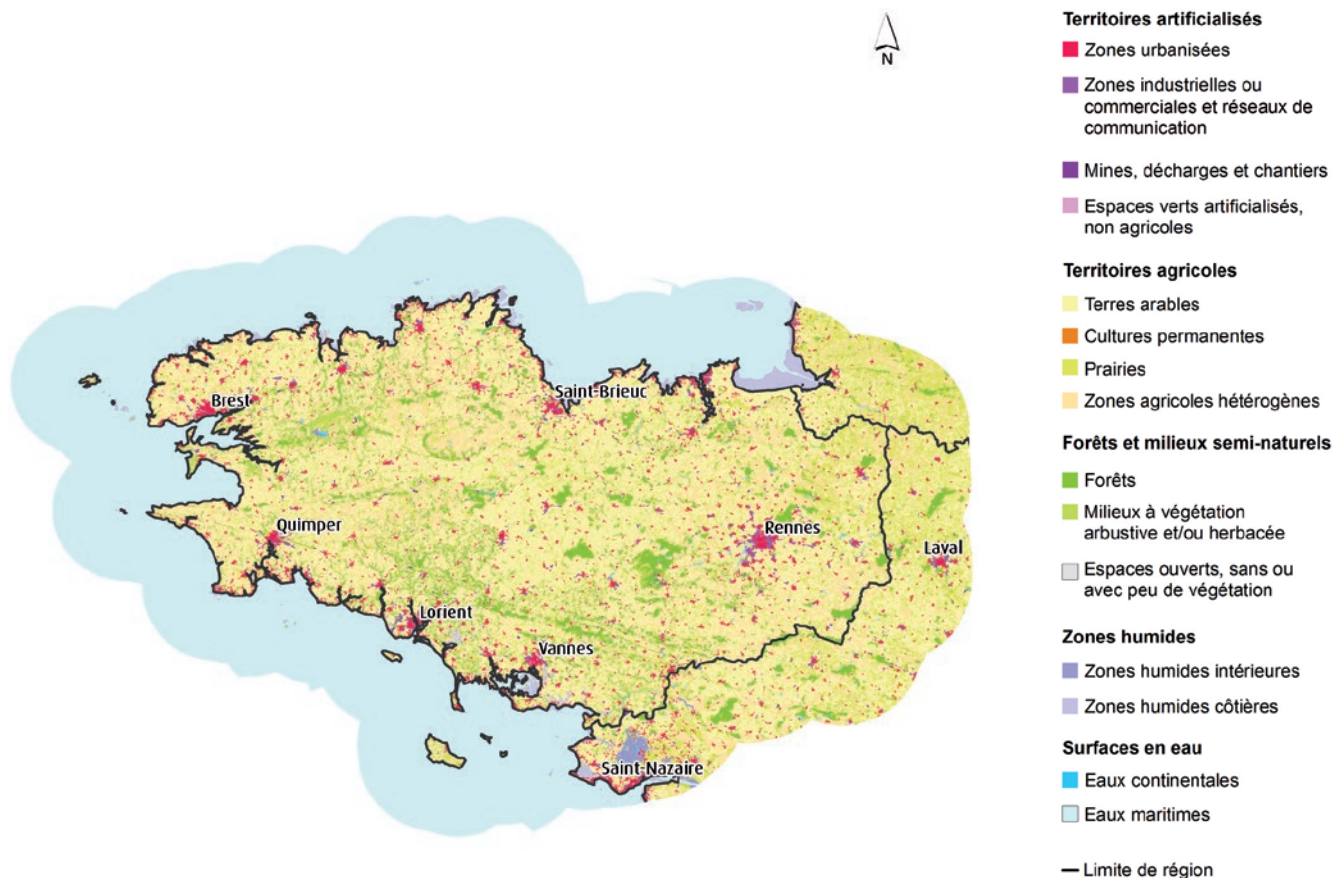 N
Brest
Saint-Brieuc
Quimper
Rennes
Laval
Lorient
Vannes
Saint-Nazaire
Territoires artificialisés
Zones urbanisées
Zones industrielles ou
commerciales et réseaux de
communication
Mines, décharges et chantiers
Espaces verts artificialisés,
non agricoles
Territoires agricoles
Terres arables
Cultures permanentes
Prairies
Zones agricoles hétérogènes
Forêts et milieux semi-naturels
Forêts
Milieux à végétation
arbustive et/ou herbacée
Espaces ouverts, sans ou
avec peu de végétation
Zones humides
Zones humides intérieures
Zones humides côtières
Surfaces en eau
Eaux continentales
Eaux maritimes
Limite de région